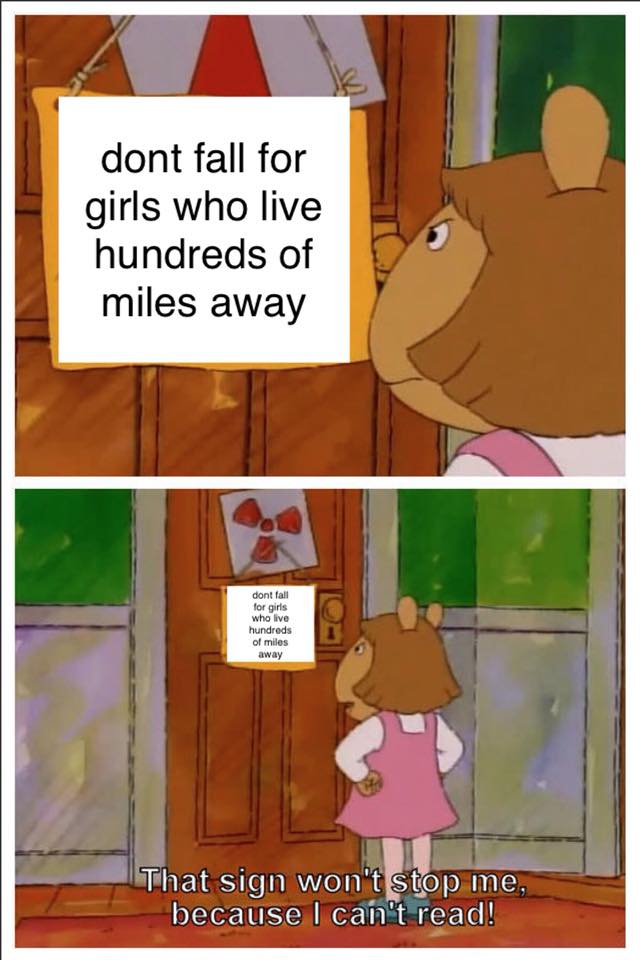 dont fall for
girls who live
hundreds of
miles away
dont fall
for girls
who live
hundreds
of miles
away
That sign won't stop me,
because I can't read!